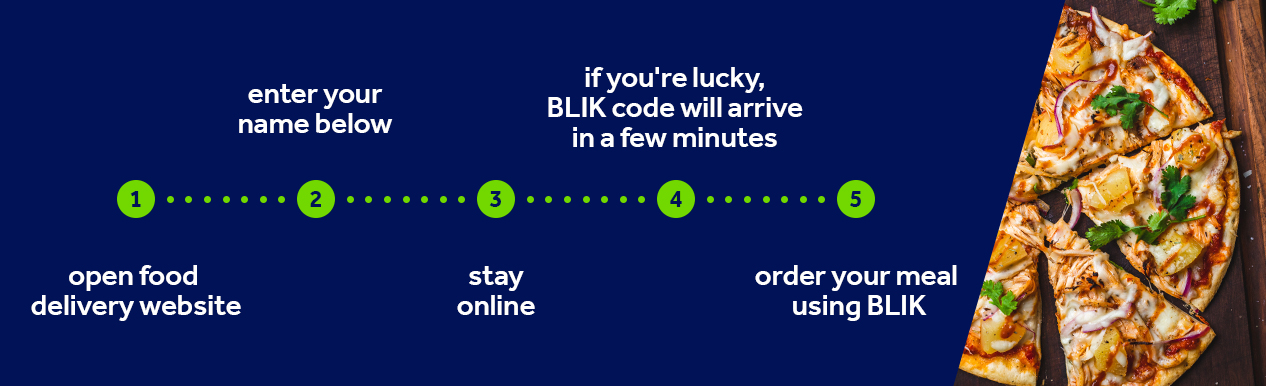 1
open food
delivery website
2
enter your
name below
3
stay
online
4
if you're lucky,
BLIK code will arrive
in a few minutes
5
order your meal
using BLIK